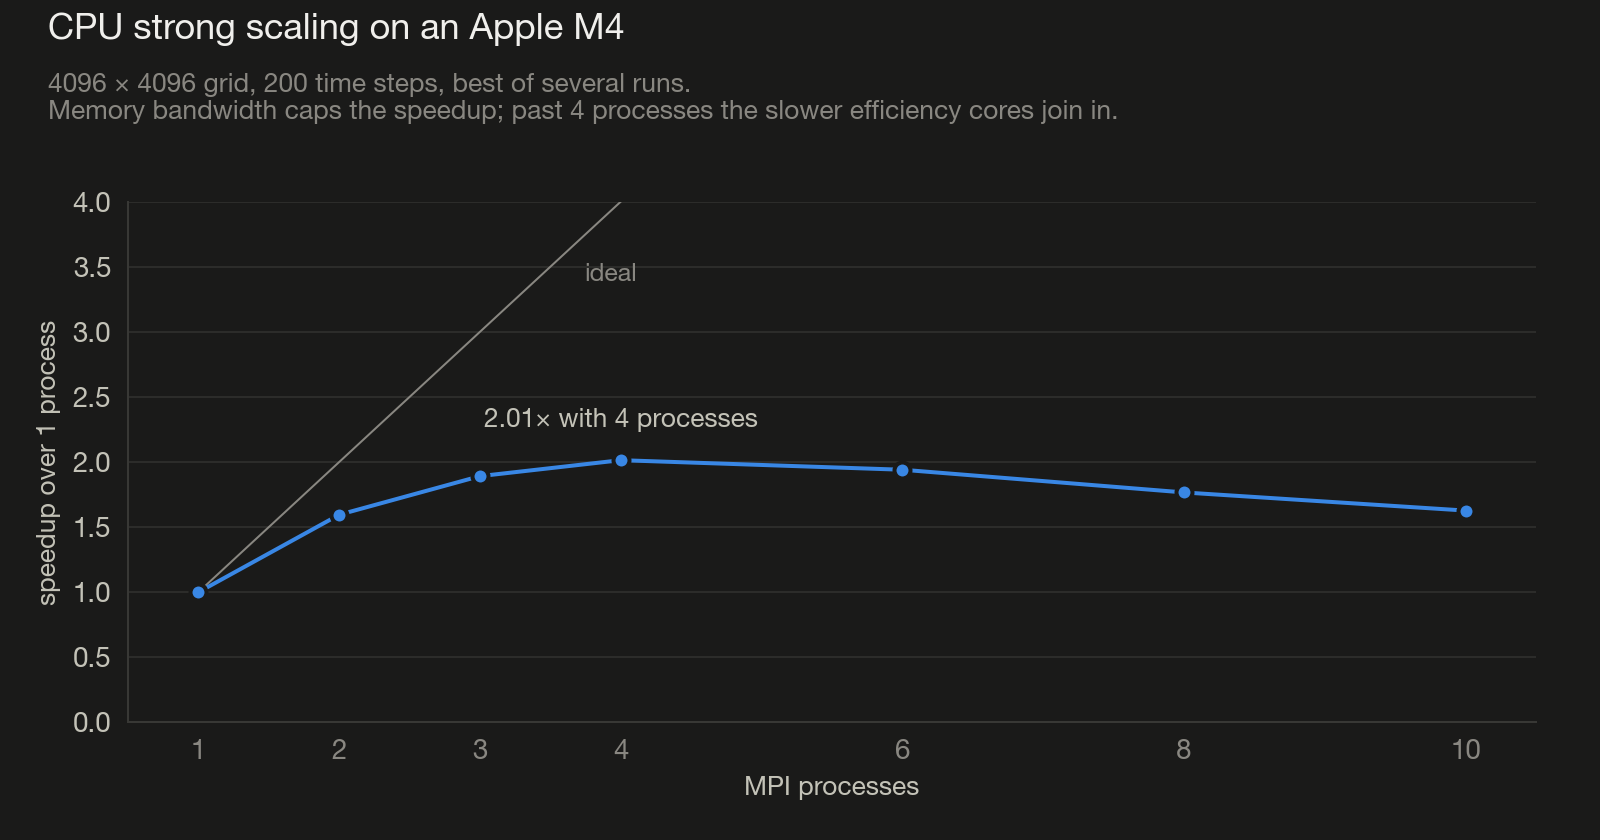 CPU strong scaling on an Apple M4
4096 × 4096 grid, 200 time steps, best of several runs.
Memory bandwidth caps the speedup; past 4 processes the slower efficiency cores join in.
4.0
3.5
3.0
2.5
2.0
1.5
1.0
0.5
0.0
speedup over 1 process
ideal
2.01× with 4 processes
1 2 3 4 6 8 10
MPI processes